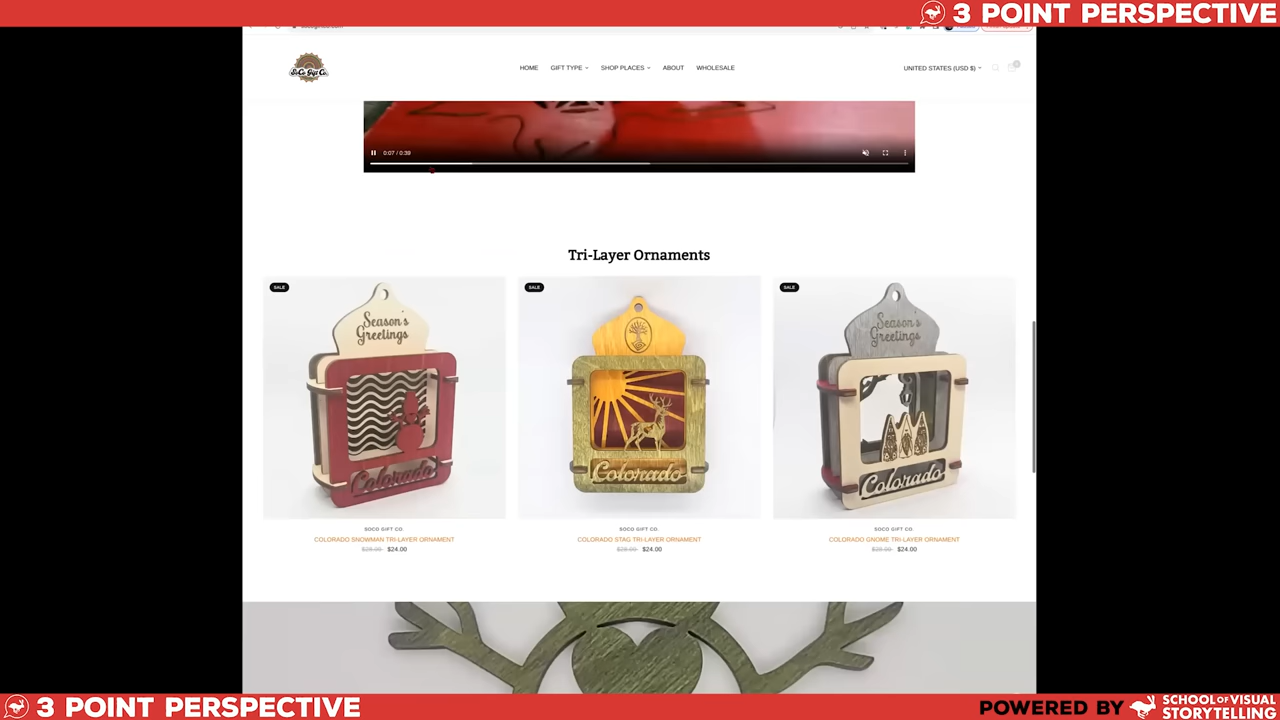 3 POINT PERSPECTIVE
SoCo Gift Co.
HOME GIFT TYPE SHOP PLACES ABOUT WHOLESALE
UNITED STATES (USD $)
0:07 / 0:39
Tri-Layer Ornaments
SALE
SALE
SALE
Season's
Greetings
Colorado
Colorado
Season's
Greetings
Colorado
SOCO GIFT CO.
COLORADO SNOWMAN TRI-LAYER ORNAMENT
$24.00
SOCO GIFT CO.
COLORADO STAG TRI-LAYER ORNAMENT
$24.00
SOCO GIFT CO.
COLORADO GNOME TRI-LAYER ORNAMENT
$24.00
3 POINT PERSPECTIVE
POWERED BY
SCHOOL OF VISUAL
STORYTELLING